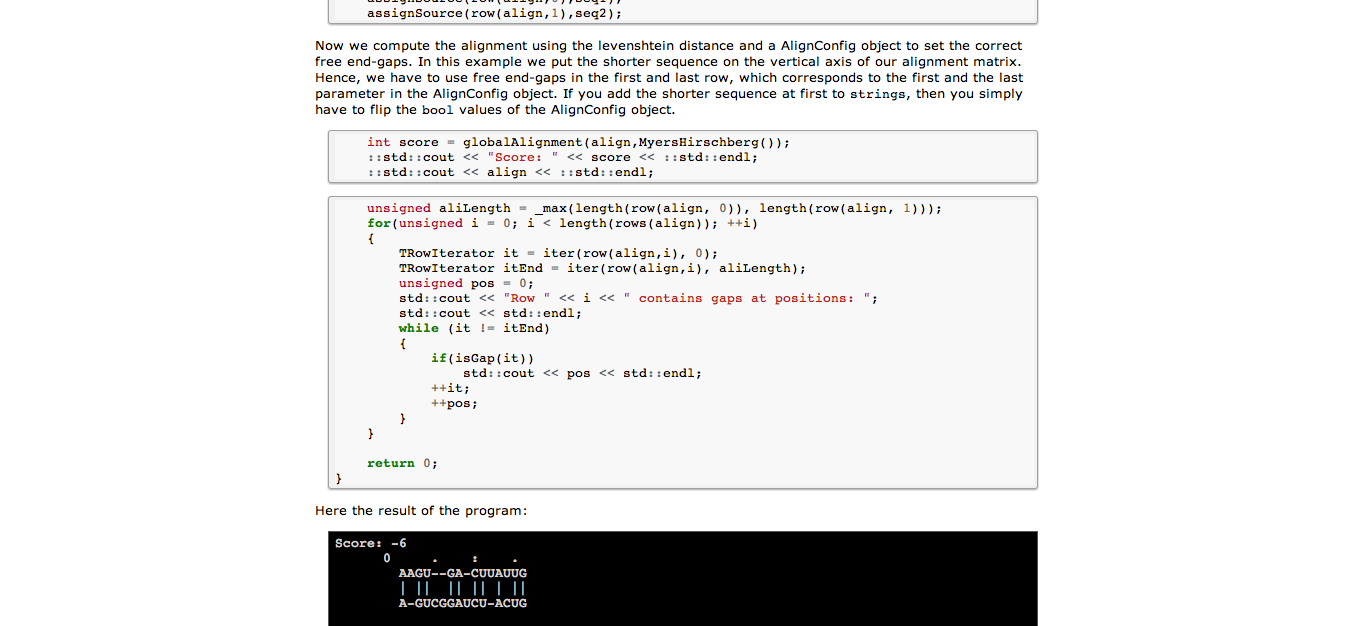 assignSource(row(align,1),seq2);
Now we compute the alignment using the levenshtein distance and a AlignConfig object to set the correct
free end-gaps. In this example we put the shorter sequence on the vertical axis of our alignment matrix.
Hence, we have to use free end-gaps in the first and last row, which corresponds to the first and the last
parameter in the AlignConfig object. If you add the shorter sequence at first to strings, then you simply
have to flip the bool values of the AlignConfig object.
int score = globalAlignment(align,MyersHirschberg());
::std::cout << "Score: " << score << ::std::endl;
::std::cout << align << ::std::endl;
unsigned aliLength = _max(length(row(align, 0)), length(row(align, 1)));
for(unsigned i = 0; i < length(rows(align)); ++i)
{
TRowIterator it = iter(row(align,i), 0);
TRowIterator itEnd = iter(row(align,i), aliLength);
unsigned pos = 0;
std::cout << "Row " << i << " contains gaps at positions: ";
std::cout << std::endl;
while (it != itEnd)
{
if(isGap(it))
std::cout << pos << std::endl;
++it;
++pos;
}
}
return 0;
}
Here the result of the program:
Score: -6
0 . : .
AAGU--GA-CUUAUUG
| || || || | ||
A-GUCGGAUCU-ACUG